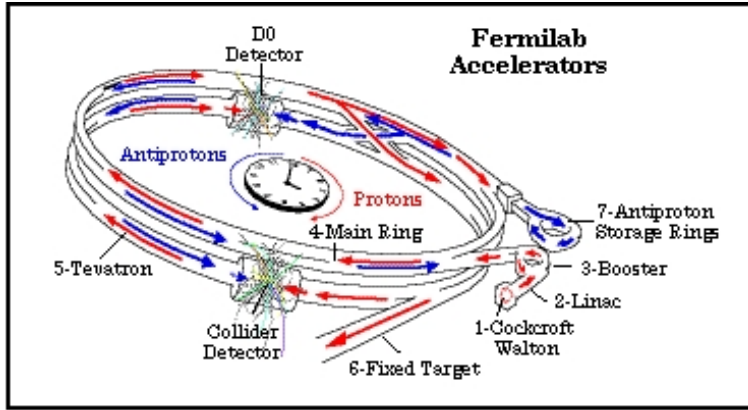 D0
Detector
Fermilab
Accelerators
Antiprotons
Protons
4-Main Ring
7-Antiproton
Storage Rings
5-Tevatron
3-Booster
2-Linac
Collider
Detector
1-Cockcroft
Walton
6-Fixed Target